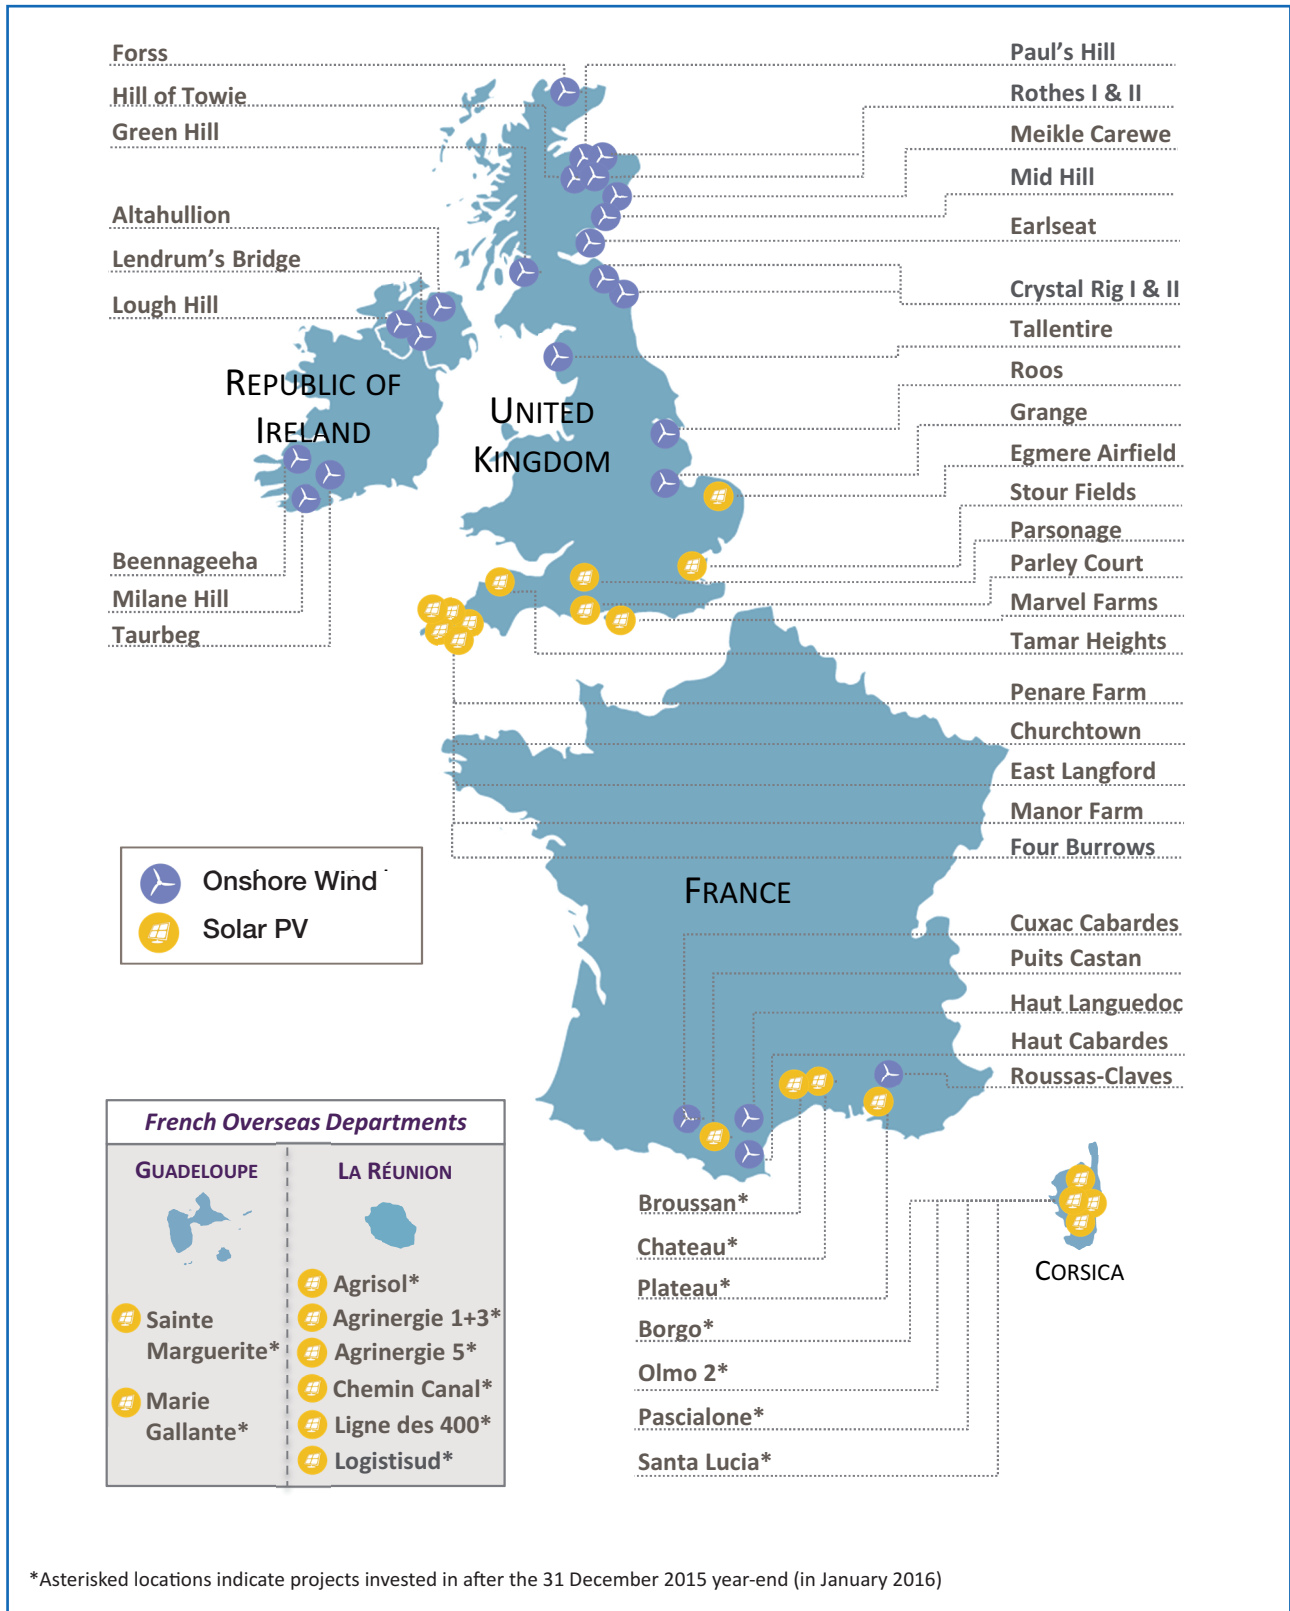 Forss
Hill of Towie
Green Hill
Altahullion
Lendrum's Bridge
Lough Hill
REPUBLIC OF
IRELAND
Beennageeha
Milane Hill
Taurbeg
UNITED
KINGDOM
Paul's Hill
Rothes I & II
Meikle Carewe
Mid Hill
Earlseat
Crystal Rig I & II
Tallentire
Roos
Grange
Egmere Airfield
Stour Fields
Parsonage
Parley Court
Marvel Farms
Tamar Heights
Penare Farm
Churchtown
East Langford
Manor Farm
Four Burrows
Onshore Wind
Solar PV
FRANCE
Cuxac Cabardes
Puits Castan
Haut Languedoc
Haut Cabardes
Roussas-Claves
French Overseas Departments
GUADELOUPE
Sainte
Marguerite*
Marie
Gallante*
LA RÉUNION
Agrisol*
Agrinergie 1+3*
Agrinergie 5*
Chemin Canal*
Ligne des 400*
Logistisud*
Broussan*
Chateau*
Plateau*
Borgo*
Olmo 2*
Pascialone*
Santa Lucia*
CORSICA
*Asterisked locations indicate projects invested in after the 31 December 2015 year-end (in January 2016)